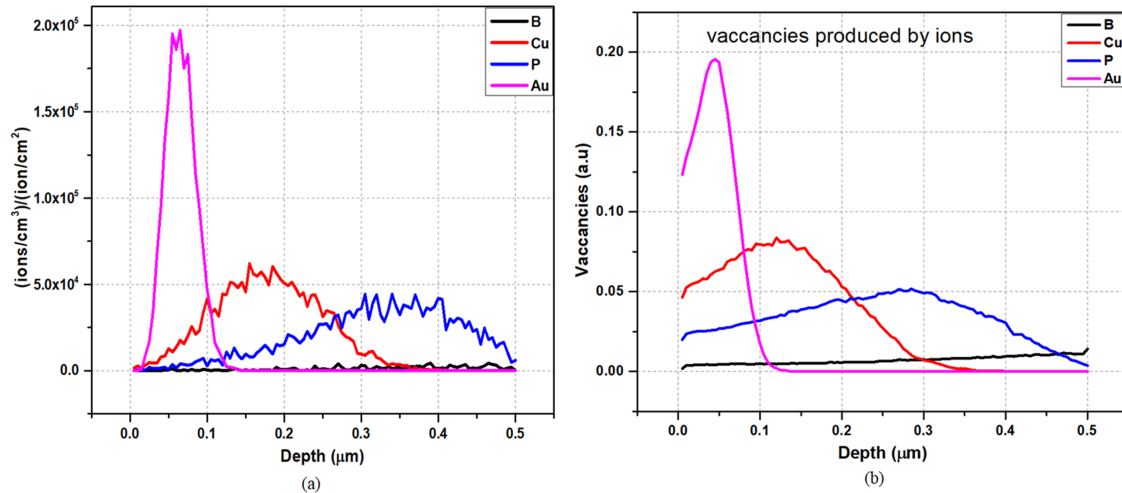 2.0x10⁵
1.5x10⁵
1.0x10⁵
5.0x10⁴
0.0
(ions/cm³)/(ion/cm²)
0.0 0.1 0.2 0.3 0.4 0.5
Depth (μm)
B
Cu
P
Au
(a)
vaccancies produced by ions
0.20
0.15
0.10
0.05
0.00
Vaccancies (a.u)
0.0 0.1 0.2 0.3 0.4 0.5
Depth (μm)
B
Cu
P
Au
(b)